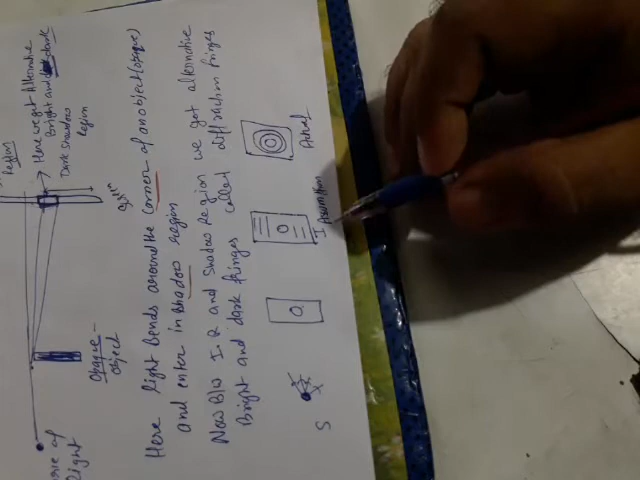 Region
Here we get Alternative
Bright and dark
Dark shadow
region
opaque
object
Light
Here light Bends around the corner of an object (opaque)
and enter in shadow region
Now B/w I.R and Shadow Region we get alternative
Bright and dark fringes called diffraction fringes
S
I
Actual